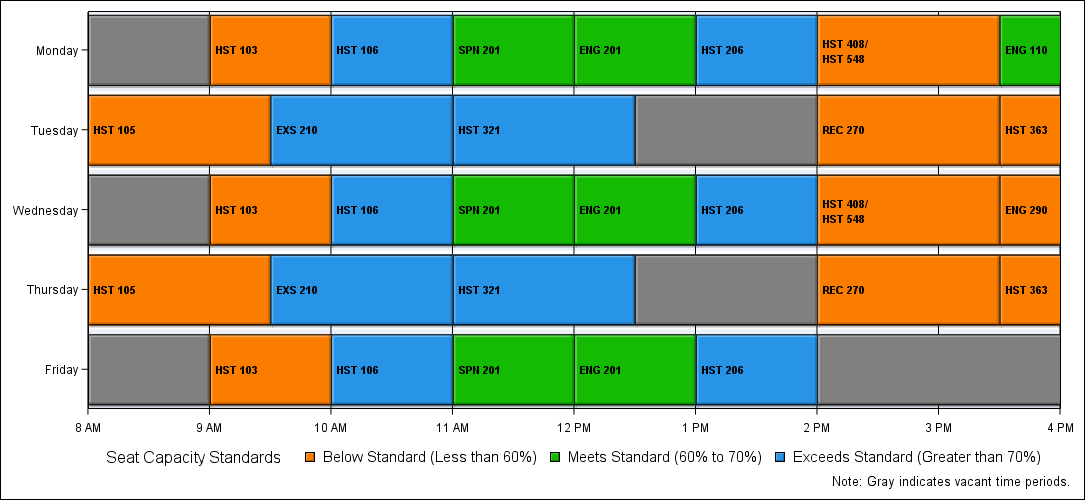 Monday
HST 103
HST 106
SPN 201
ENG 201
HST 206
HST 408/
HST 548
ENG 110
Tuesday
HST 105
EXS 210
HST 321
REC 270
HST 363
Wednesday
HST 103
HST 106
SPN 201
ENG 201
HST 206
HST 408/
HST 548
ENG 290
Thursday
HST 105
EXS 210
HST 321
REC 270
HST 363
Friday
HST 103
HST 106
SPN 201
ENG 201
HST 206
8 AM 9 AM 10 AM 11 AM 12 PM 1 PM 2 PM 3 PM 4 PM
Seat Capacity Standards Below Standard (Less than 60%) Meets Standard (60% to 70%) Exceeds Standard (Greater than 70%)
Note: Gray indicates vacant time periods.